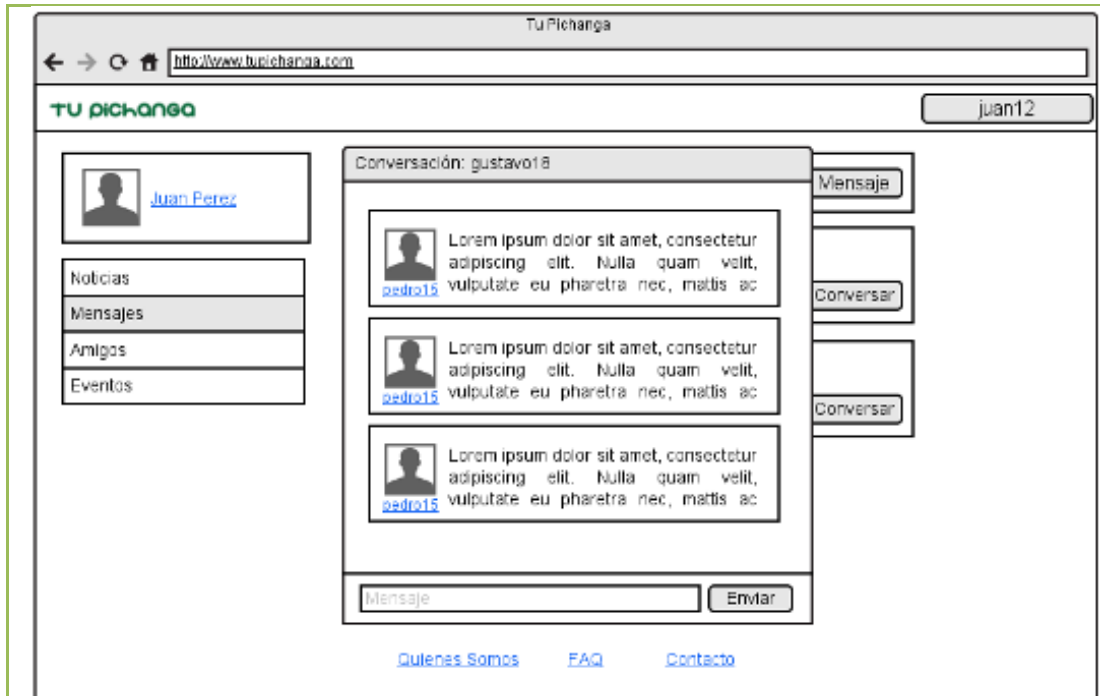 Tu Pichanga
http://www.tupichanga.com
TU PICHANGA
juan12
Juan Perez
Noticias
Mensajes
Amigos
Eventos
Conversación: gustavo18
Lorem ipsum dolor sit amet, consectetur
adipiscing elit. Nulla quam velit,
vulputate eu pharetra nec, mattis ac
pedro15
Lorem ipsum dolor sit amet, consectetur
adipiscing elit. Nulla quam velit,
vulputate eu pharetra nec, mattis ac
pedro15
Lorem ipsum dolor sit amet, consectetur
adipiscing elit. Nulla quam velit,
vulputate eu pharetra nec, mattis ac
pedro15
Mensaje
Enviar
Mensaje
Conversar
Conversar
Quienes Somos
FAQ
Contacto